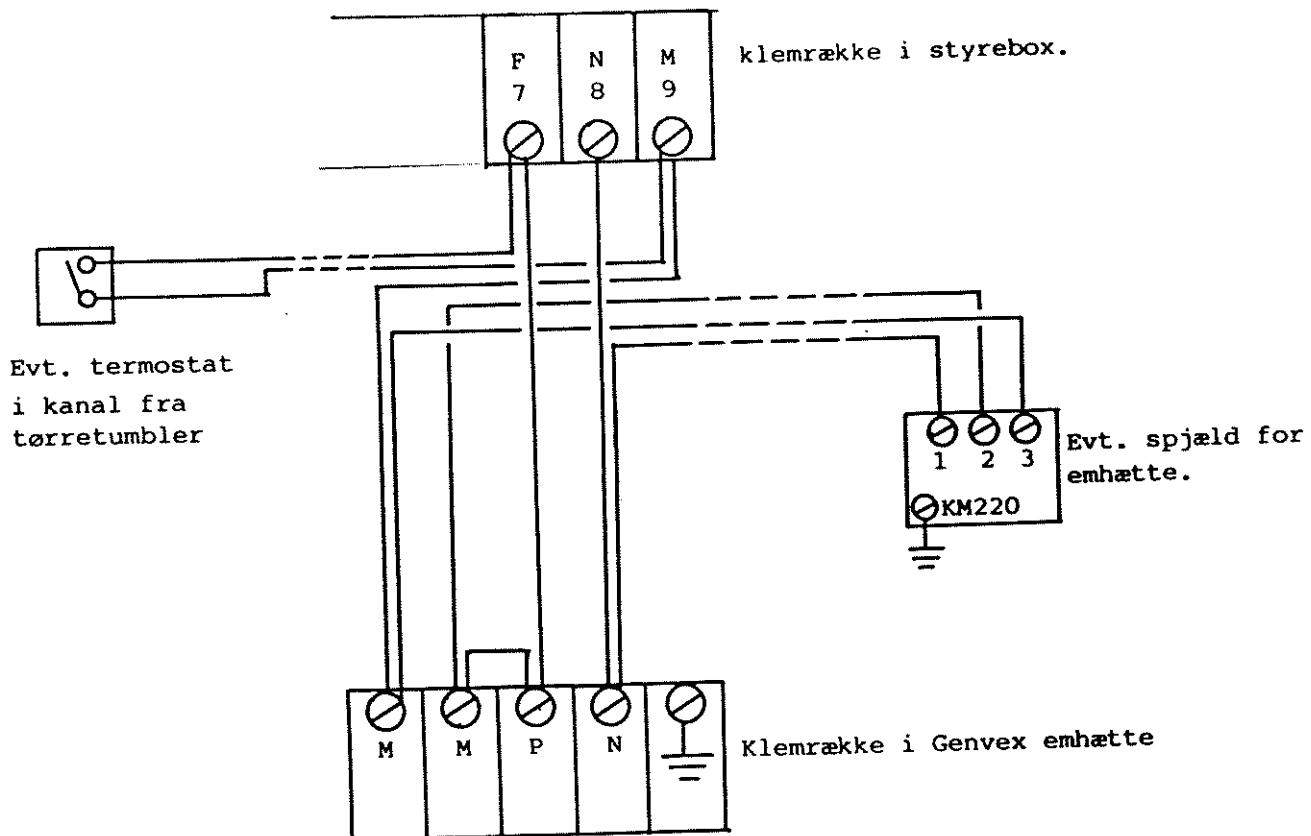 F N M
7 8 9
klemrække i styrebox.
Evt. termostat
i kanal fra
tørretumbler
1 2 3
KM220
Evt. spjæld for
emhætte.
M M P N
Klemrække i Genvex emhætte